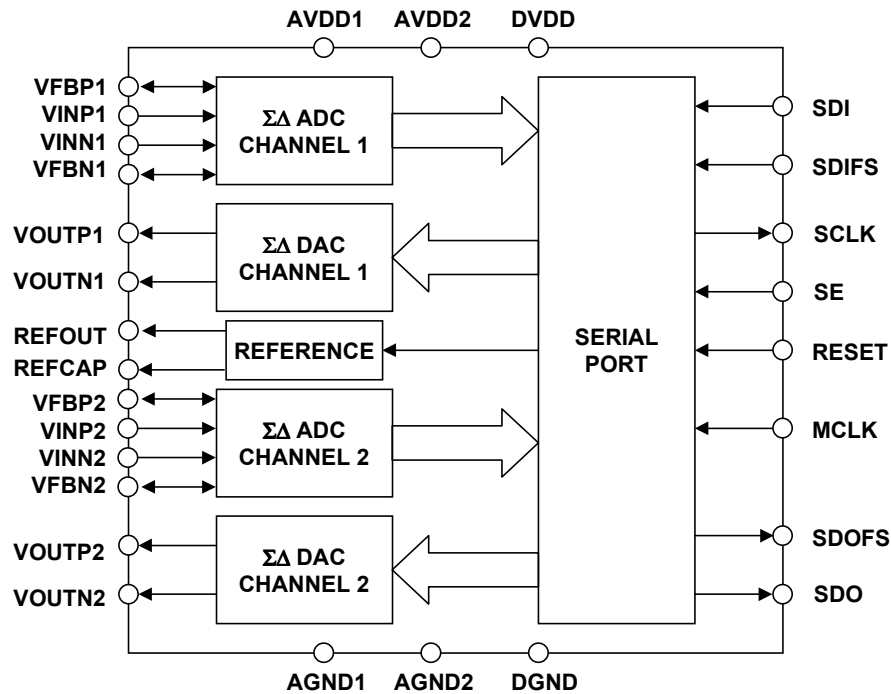 AVDD1 AVDD2 DVDD
VFBP1
VINP1
VINN1
VFBN1
ΣΔ ADC
CHANNEL 1
VOUTP1
VOUTN1
ΣΔ DAC
CHANNEL 1
REFOUT
REFCAP
REFERENCE
VFBP2
VINP2
VINN2
VFBN2
ΣΔ ADC
CHANNEL 2
VOUTP2
VOUTN2
ΣΔ DAC
CHANNEL 2
SERIAL
PORT
SDI
SDIFS
SCLK
SE
RESET
MCLK
SDOFS
SDO
AGND1 AGND2 DGND